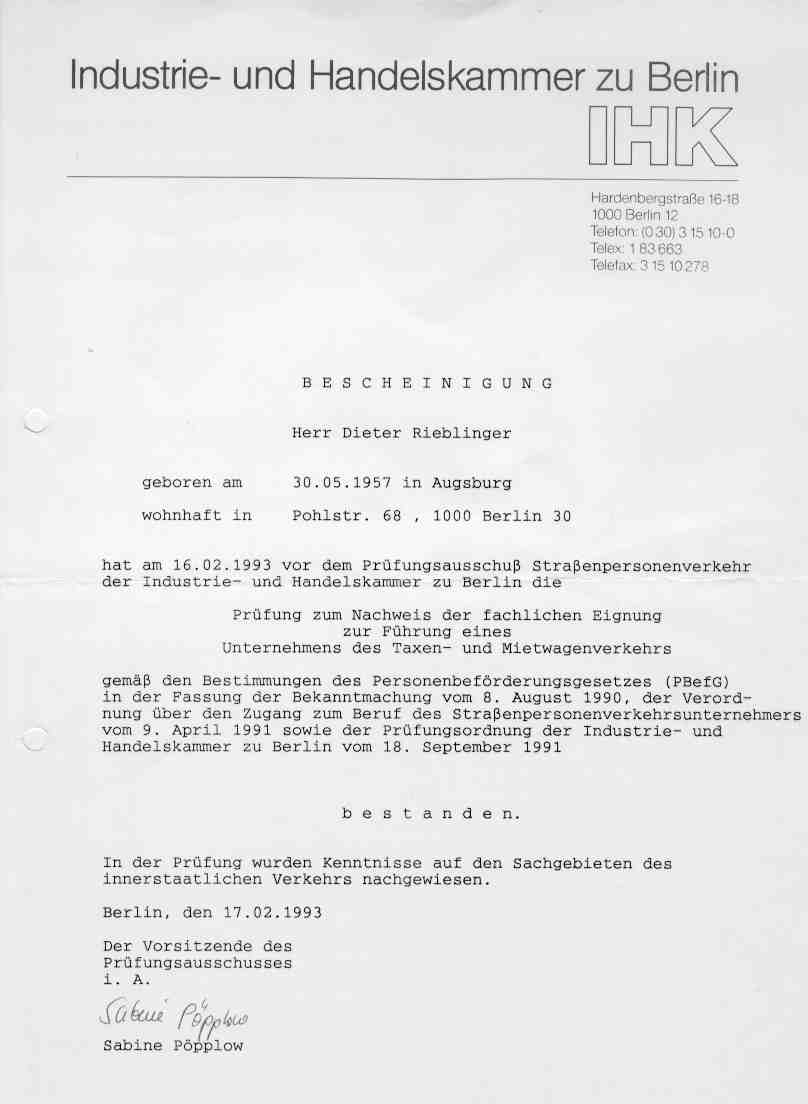 Industrie- und Handelskammer zu Berlin
IHK
Hardenbergstraße 16-18
1000 Berlin 12
Telefon: (0 30) 3 15 10-0
Telex: 1 83 663
Telefax: 3 15 10 278
B E S C H E I N I G U N G
Herr Dieter Rieblinger
geboren am 30.05.1957 in Augsburg
wohnhaft in Pohlstr. 68 , 1000 Berlin 30
hat am 16.02.1993 vor dem Prüfungsausschuß Straßenpersonenverkehr
der Industrie- und Handelskammer zu Berlin die
Prüfung zum Nachweis der fachlichen Eignung
zur Führung eines
Unternehmens des Taxen- und Mietwagenverkehrs
gemäß den Bestimmungen des Personenbeförderungsgesetzes (PBefG)
in der Fassung der Bekanntmachung vom 8. August 1990, der Verord-
nung über den Zugang zum Beruf des Straßenpersonenverkehrsunternehmers
vom 9. April 1991 sowie der Prüfungsordnung der Industrie- und
Handelskammer zu Berlin vom 18. September 1991
b e s t a n d e n.
In der Prüfung wurden Kenntnisse auf den Sachgebieten des
innerstaatlichen Verkehrs nachgewiesen.
Berlin, den 17.02.1993
Der Vorsitzende des
Prüfungsausschusses
i. A.
Sabine Pöpplow
Sabine Pöpplow